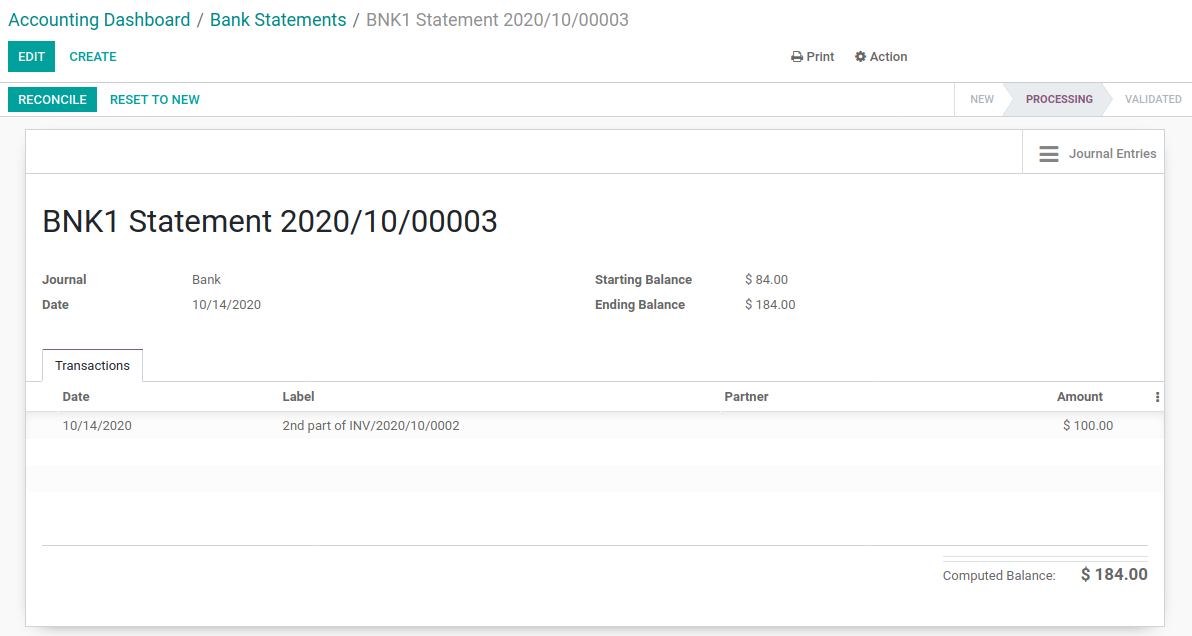 Accounting Dashboard / Bank Statements / BNK1 Statement 2020/10/00003
EDIT CREATE Print Action
RECONCILE RESET TO NEW NEW PROCESSING VALIDATED
Journal Entries
BNK1 Statement 2020/10/00003
Journal Bank Starting Balance $ 84.00
Date 10/14/2020 Ending Balance $ 184.00
Transactions
Date Label Partner Amount
10/14/2020 2nd part of INV/2020/10/0002 $ 100.00
Computed Balance: $ 184.00